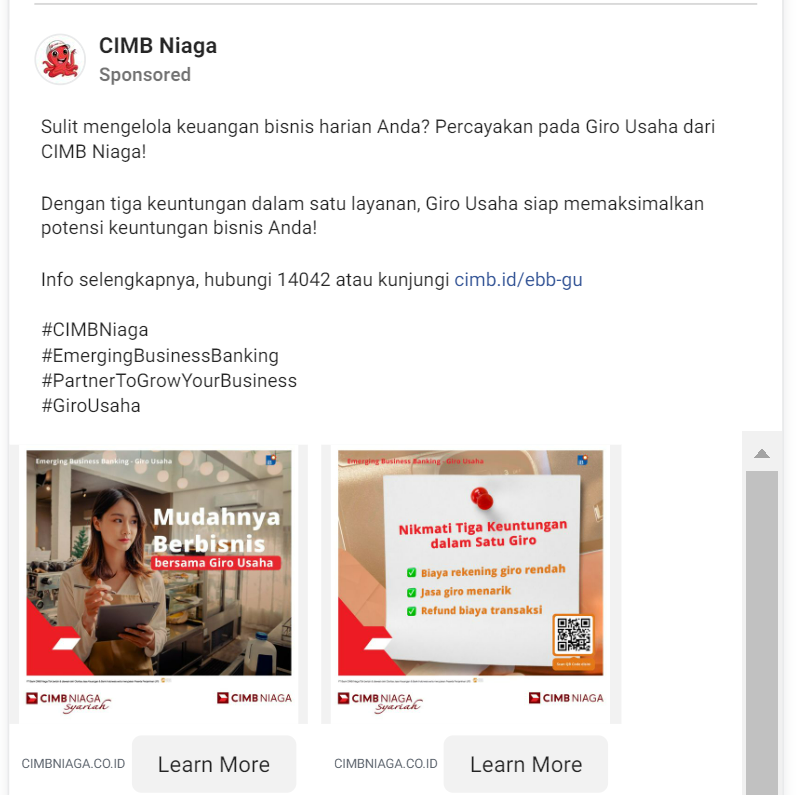 CIMB Niaga
Sponsored
Sulit mengelola keuangan bisnis harian Anda? Percayakan pada Giro Usaha dari
CIMB Niaga!
Dengan tiga keuntungan dalam satu layanan, Giro Usaha siap memaksimalkan
potensi keuntungan bisnis Anda!
Info selengkapnya, hubungi 14042 atau kunjungi cimb.id/ebb-gu
#CIMBNiaga
#EmergingBusinessBanking
#PartnerToGrowYourBusiness
#GiroUsaha
Emerging Business Banking - Giro Usaha
Mudahnya
Berbisnis
bersama Giro Usaha
CIMB NIAGA
syariah
CIMB NIAGA
Emerging Business Banking - Giro Usaha
Nikmati Tiga Keuntungan
dalam Satu Giro
Biaya rekening giro rendah
Jasa giro menarik
Refund biaya transaksi
CIMB NIAGA
syariah
CIMB NIAGA
CIMBNIAGA.CO.ID
Learn More
CIMBNIAGA.CO.ID
Learn More